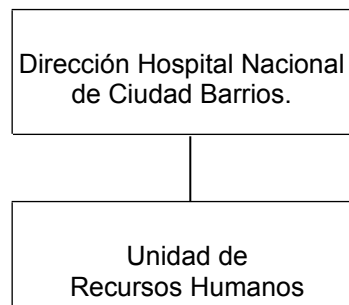 Dirección Hospital Nacional
de Ciudad Barrios.
Unidad de
Recursos Humanos